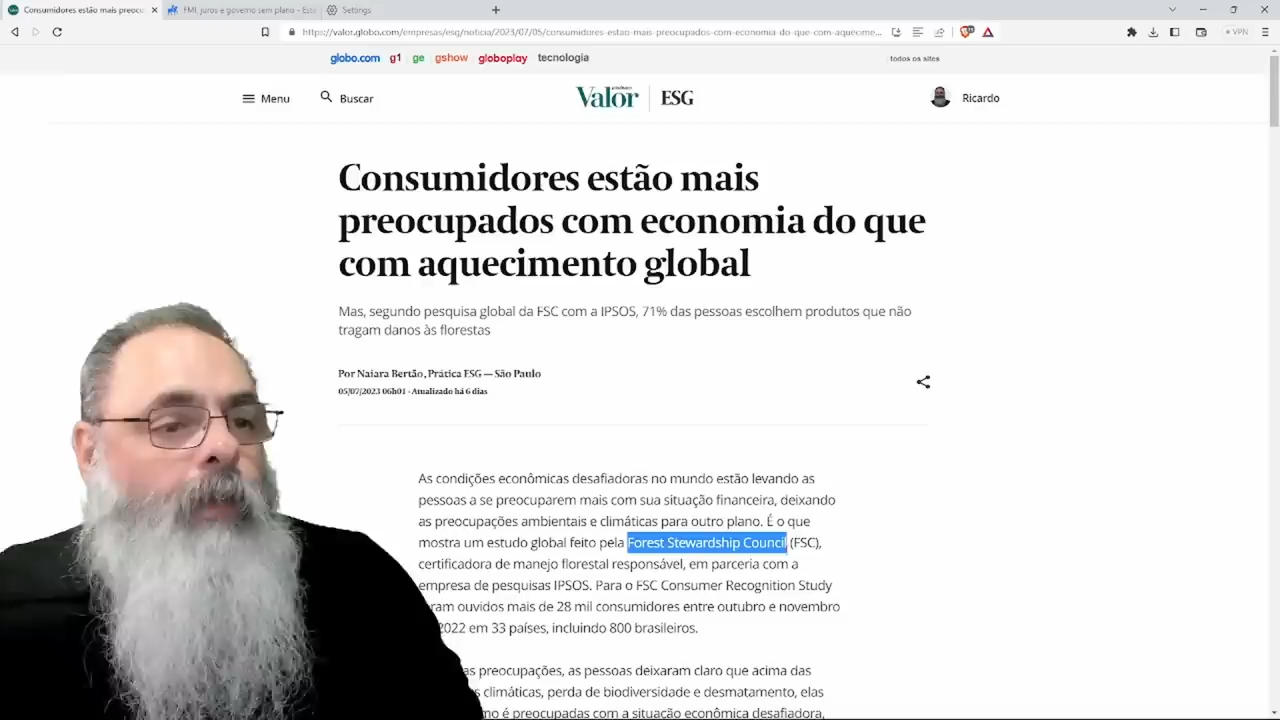 Consumidores estão mais preocu
FMI, juros e governo sem plano - Est
Settings
https://valor.globo.com/empresas/esg/noticia/2023/07/05/consumidores-estao-mais-preocupados-com-economia-do-que-com-aquecime...
VPN
globo.com g1 ge gshow globoplay tecnologia
todos os sites
Menu
Buscar
Valor
ESG
Ricardo
Consumidores estão mais
preocupados com economia do que
com aquecimento global
Mas, segundo pesquisa global da FSC com a IPSOS, 71% das pessoas escolhem produtos que não
tragam danos às florestas
Por Naiara Bertão, Prática ESG — São Paulo
05/07/2023 06h01 · Atualizado há 6 dias
As condições econômicas desafiadoras no mundo estão levando as
pessoas a se preocuparem mais com sua situação financeira, deixando
as preocupações ambientais e climáticas para outro plano. É o que
mostra um estudo global feito pela Forest Stewardship Council (FSC),
certificadora de manejo florestal responsável, em parceria com a
empresa de pesquisas IPSOS. Para o FSC Consumer Recognition Study
ram ouvidos mais de 28 mil consumidores entre outubro e novembro
2022 em 33 países, incluindo 800 brasileiros.
as preocupações, as pessoas deixaram claro que acima das
s climáticas, perda de biodiversidade e desmatamento, elas
mo é preocupadas com a situação econômica desafiadora,